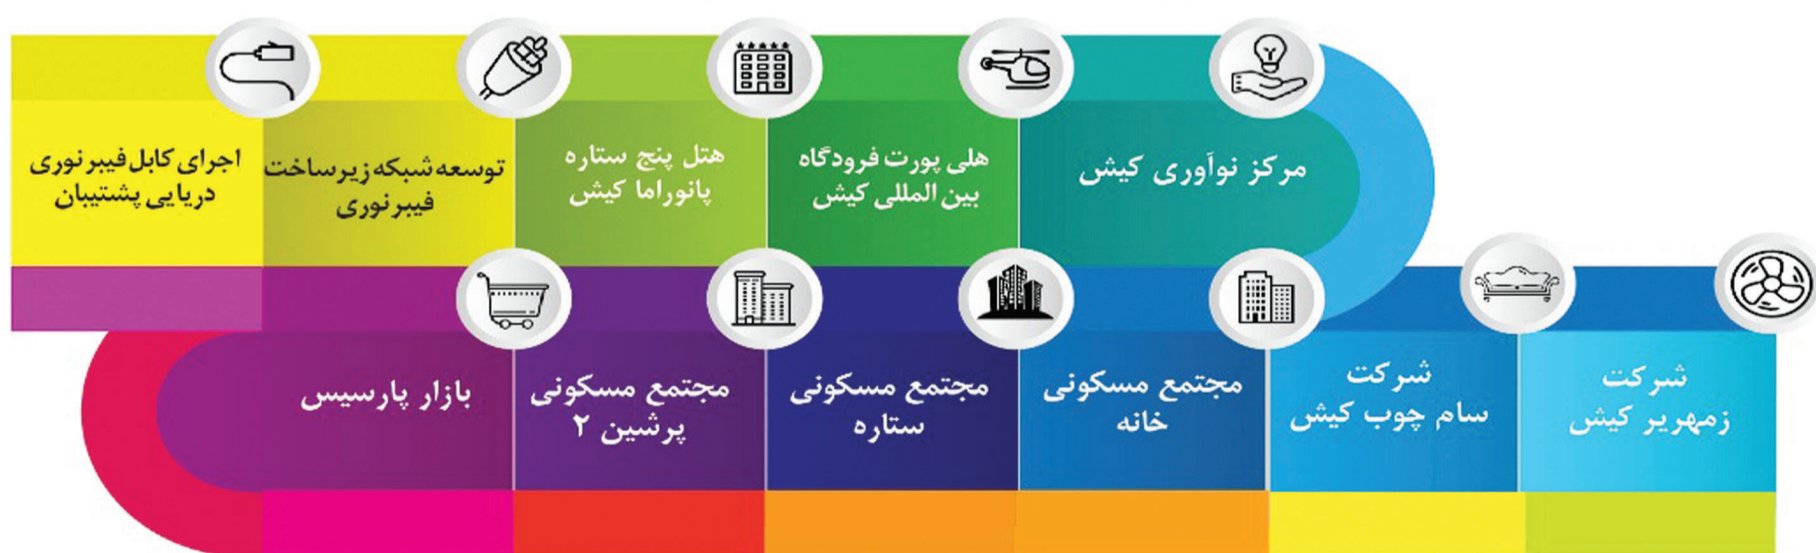 مرکز نوآوری کیش
هلی پورت فرودگاه
بین المللی کیش
هتل پنج ستاره
پانوراما کیش
توسعه شبکه زیرساخت
فیبر نوری
اجرای کابل فیبر نوری
دریایی پشتیبان
شرکت
زمهریر کیش
شرکت
سام چوب کیش
مجتمع مسکونی
خانه
مجتمع مسکونی
ستاره
مجتمع مسکونی
پرشین ۲
بازار پارسیس